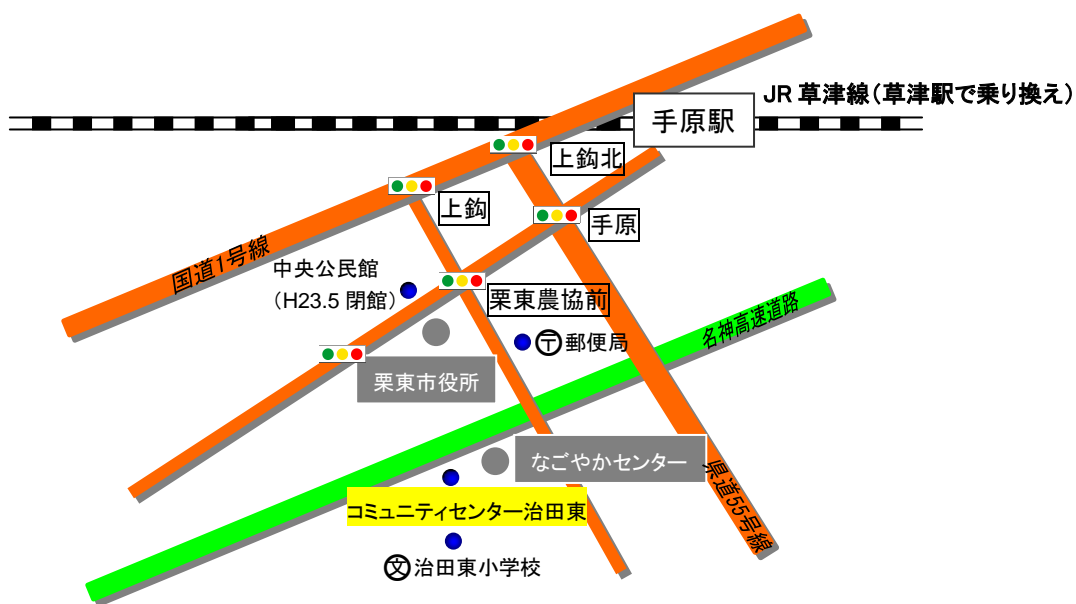 JR 草津線（草津駅で乗り換え）
手原駅
上鈎北
上鈎
手原
国道1号線
中央公民館
（H23.5 閉館）
栗東農協前
名神高速道路
〒郵便局
栗東市役所
なごやかセンター
県道55号線
コミュニティセンター治田東
文治田東小学校